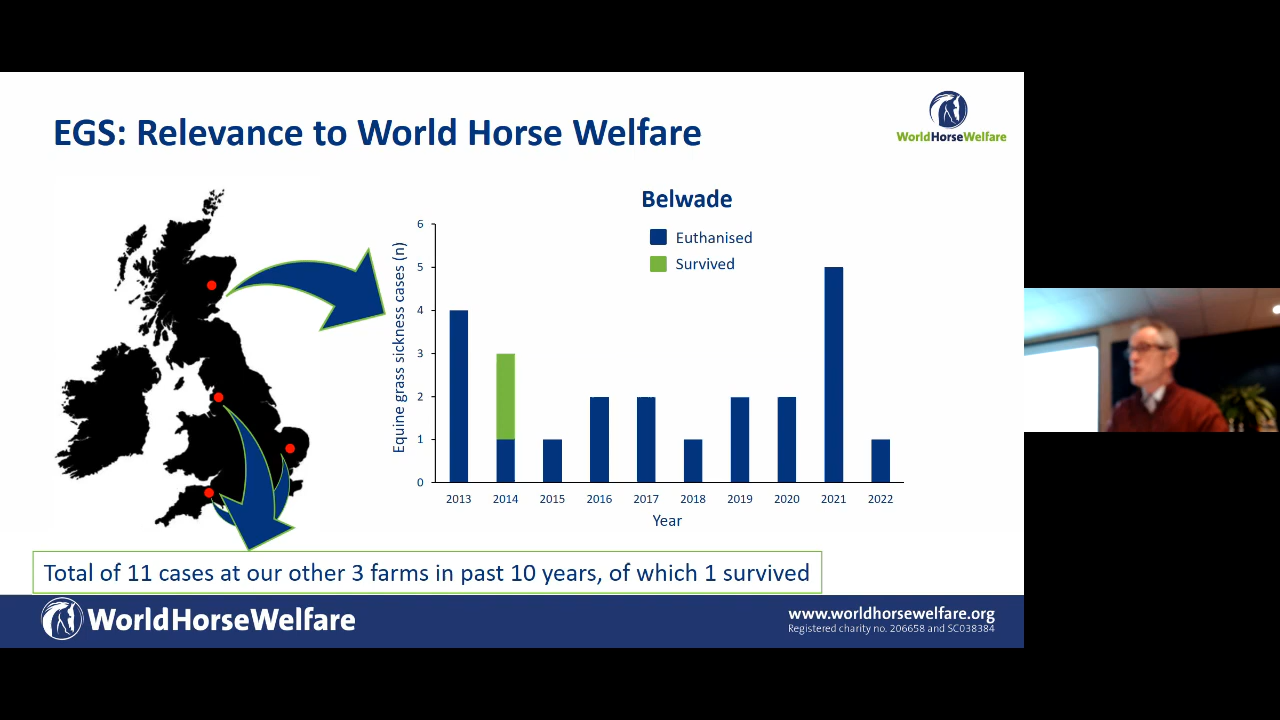 EGS: Relevance to World Horse Welfare
WorldHorseWelfare
Belwade
Euthanised
Survived
Equine grass sickness cases (n)
6
5
4
3
2
1
0
2013 2014 2015 2016 2017 2018 2019 2020 2021 2022
Year
Total of 11 cases at our other 3 farms in past 10 years, of which 1 survived
WorldHorseWelfare
www.worldhorsewelfare.org
Registered charity no. 206658 and SC038384